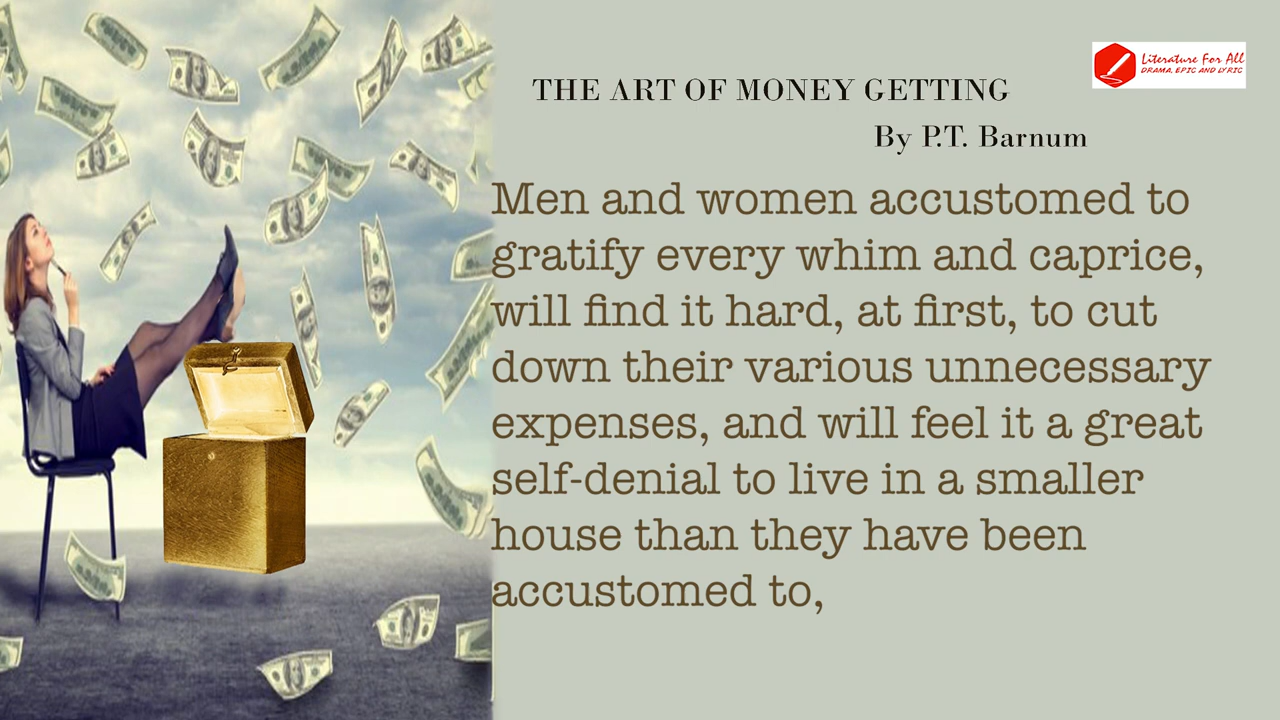 Literature For All
DRAMA, EPIC AND LYRIC
THE ART OF MONEY GETTING
By P.T. Barnum
Men and women accustomed to
gratify every whim and caprice,
will find it hard, at first, to cut
down their various unnecessary
expenses, and will feel it a great
self-denial to live in a smaller
house than they have been
accustomed to,